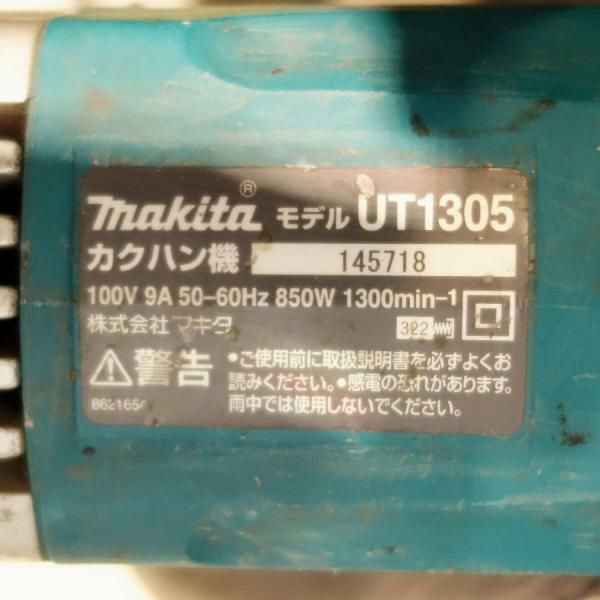 makita® モデル UT1305
カクハン機 145718
100V 9A 50-60Hz 850W 1300min-1
株式会社マキタ 322
警告 •ご使用前に取扱説明書を必ずよくお
読みください。•感電の恐れがあります。
雨中では使用しないでください。
862165